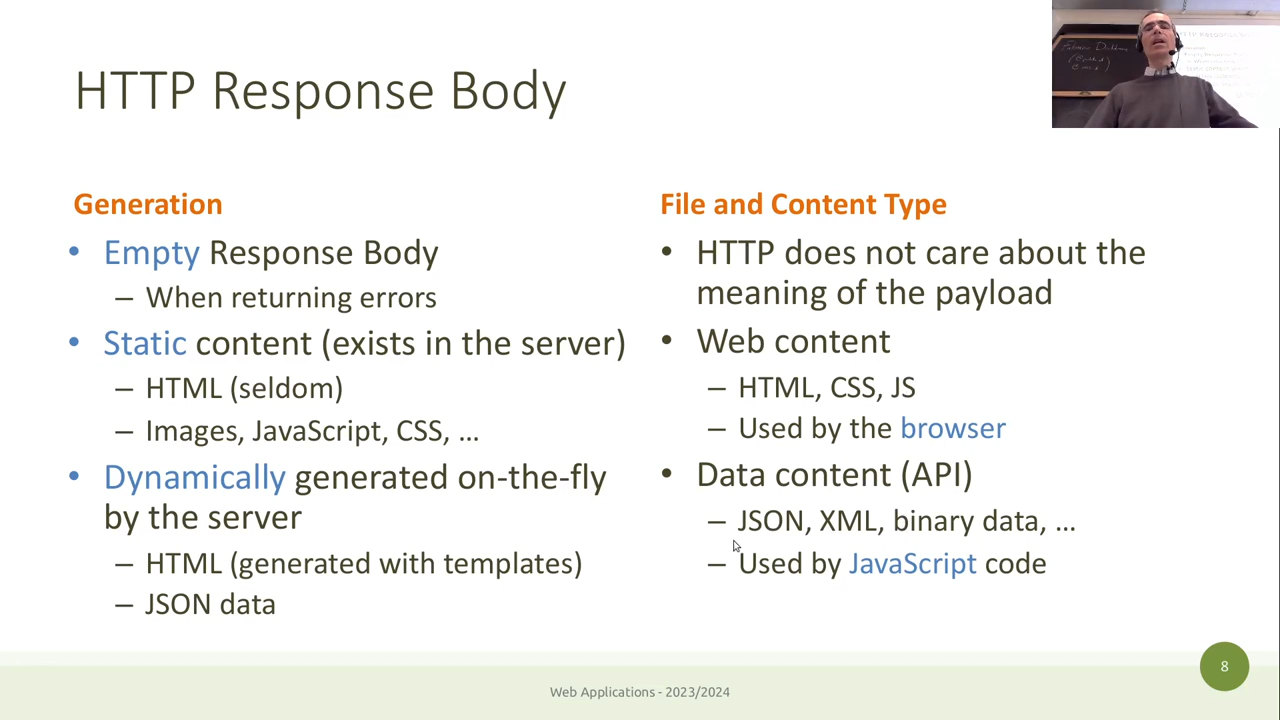 HTTP Response Body
Generation
• Empty Response Body
– When returning errors
• Static content (exists in the server)
– HTML (seldom)
– Images, JavaScript, CSS, …
• Dynamically generated on-the-fly
by the server
– HTML (generated with templates)
– JSON data
File and Content Type
• HTTP does not care about the
meaning of the payload
• Web content
– HTML, CSS, JS
– Used by the browser
• Data content (API)
– JSON, XML, binary data, …
– Used by JavaScript code
Web Applications - 2023/2024
8